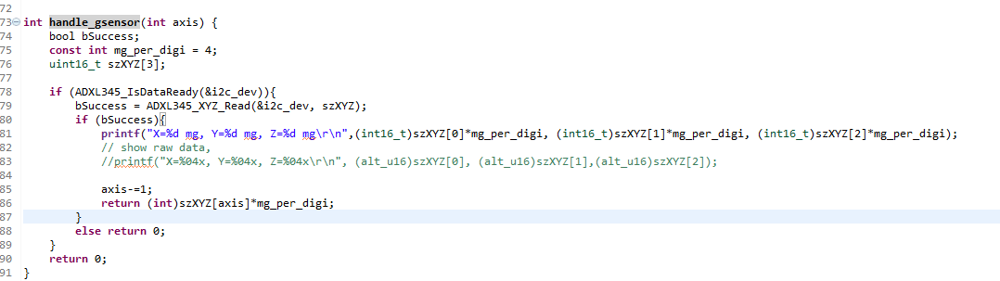 72
73 int handle_gsensor(int axis) {
74     bool bSuccess;
75     const int mg_per_digi = 4;
76     uint16_t szXYZ[3];
77
78     if (ADXL345_IsDataReady(&i2c_dev)){
79         bSuccess = ADXL345_XYZ_Read(&i2c_dev, szXYZ);
80         if (bSuccess){
81             printf("X=%d mg, Y=%d mg, Z=%d mg\r\n",(int16_t)szXYZ[0]*mg_per_digi, (int16_t)szXYZ[1]*mg_per_digi, (int16_t)szXYZ[2]*mg_per_digi);
82             // show raw data,
83             //printf("X=%04x, Y=%04x, Z=%04x\r\n", (alt_u16)szXYZ[0], (alt_u16)szXYZ[1],(alt_u16)szXYZ[2]);
84
85             axis-=1;
86             return (int)szXYZ[axis]*mg_per_digi;
87         }
88         else return 0;
89     }
90     return 0;
91 }